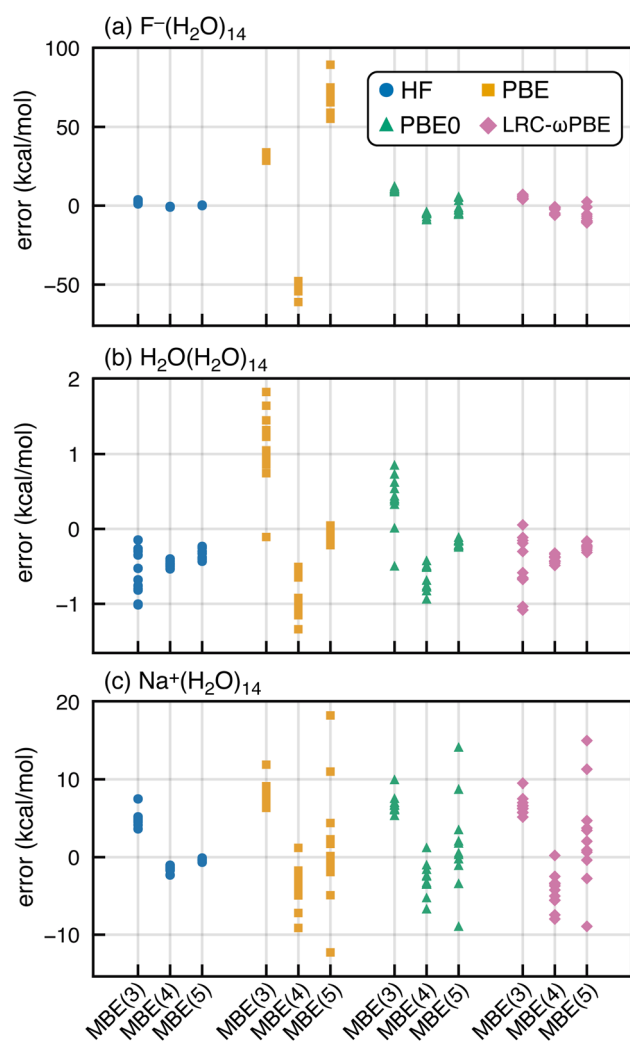 (a) F⁻(H₂O)₁₄
error (kcal/mol)
100
50
0
−50
HF
PBE
PBE0
LRC-ωPBE
(b) H₂O(H₂O)₁₄
error (kcal/mol)
2
1
0
−1
(c) Na⁺(H₂O)₁₄
error (kcal/mol)
20
10
0
−10
MBE(3)
MBE(4)
MBE(5)
MBE(3)
MBE(4)
MBE(5)
MBE(3)
MBE(4)
MBE(5)
MBE(3)
MBE(4)
MBE(5)